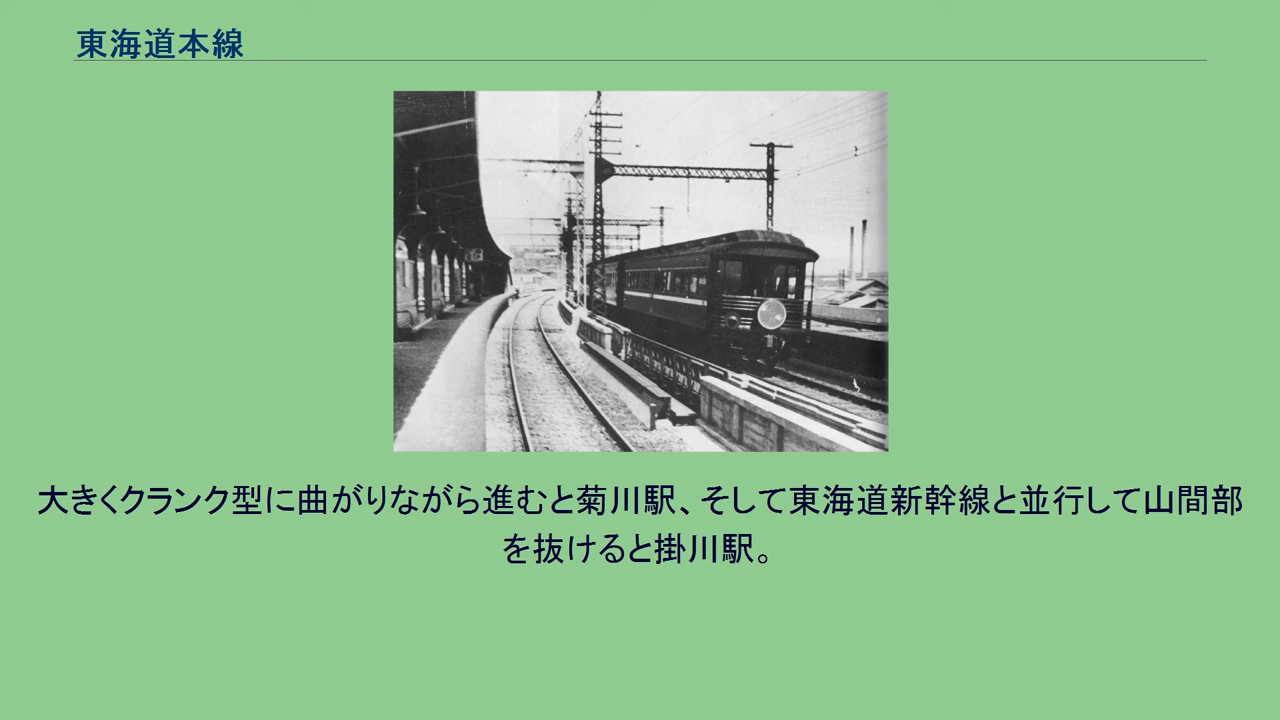 東海道本線
大きくクランク型に曲がりながら進むと菊川駅、そして東海道新幹線と並行して山間部
を抜けると掛川駅。